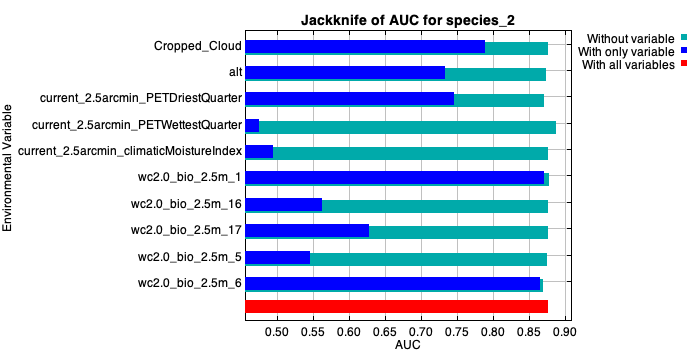 Jackknife of AUC for species_2
Without variable
With only variable
With all variables
Environmental Variable
Cropped_Cloud
alt
current_2.5arcmin_PETDriestQuarter
current_2.5arcmin_PETWettestQuarter
current_2.5arcmin_climaticMoistureIndex
wc2.0_bio_2.5m_1
wc2.0_bio_2.5m_16
wc2.0_bio_2.5m_17
wc2.0_bio_2.5m_5
wc2.0_bio_2.5m_6
0.50 0.55 0.60 0.65 0.70 0.75 0.80 0.85 0.90
AUC